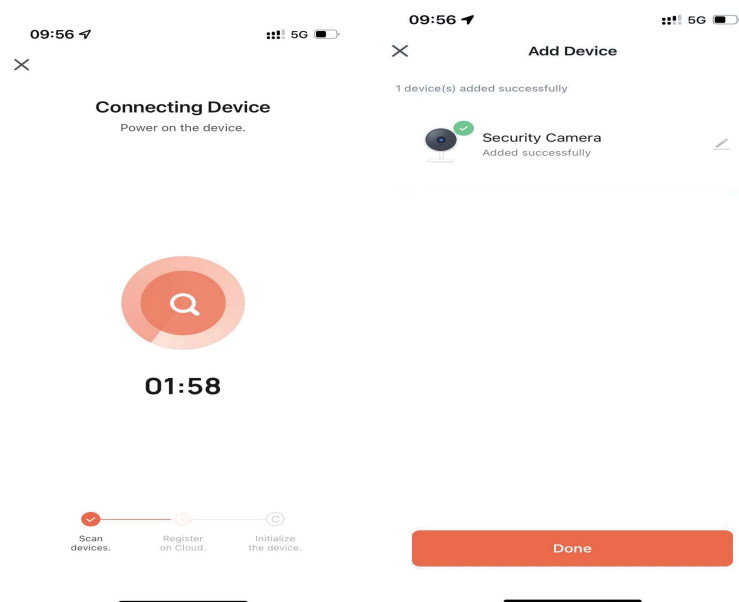 09:56
5G
Connecting Device
Power on the device.
01:58
Scan
devices.
Register
on Cloud.
Initialize
the device.
09:56
5G
Add Device
1 device(s) added successfully
Security Camera
Added successfully
Done